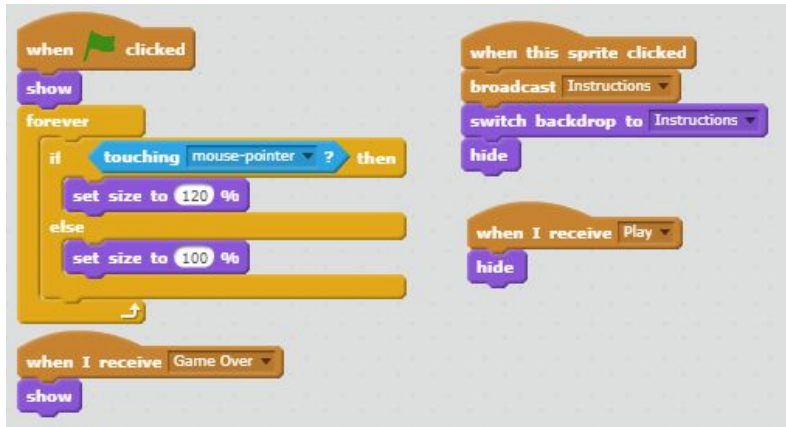 when clicked
show
forever
if touching mouse-pointer ? then
set size to 120 %
else
set size to 100 %
when I receive Game Over
show
when this sprite clicked
broadcast Instructions
switch backdrop to Instructions
hide
when I receive Play
hide